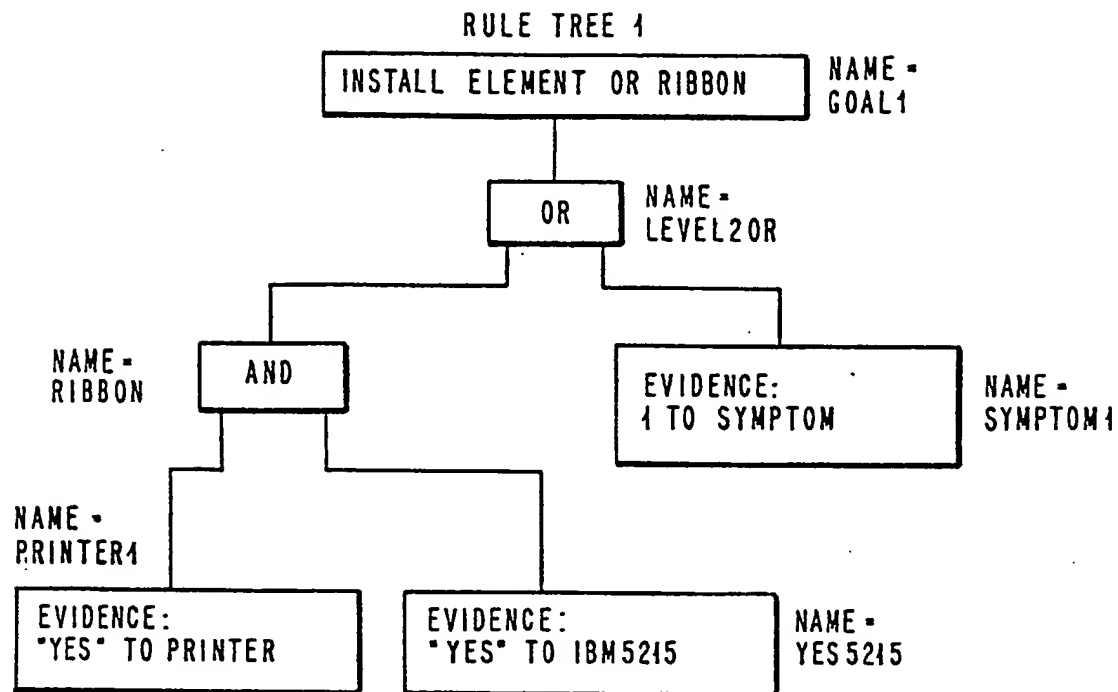 RULE TREE 1
INSTALL ELEMENT OR RIBBON
NAME =
GOAL1
OR
NAME =
LEVEL2OR
NAME =
RIBBON
AND
EVIDENCE:
1 TO SYMPTOM
NAME =
SYMPTOM1
NAME =
PRINTER1
EVIDENCE:
"YES" TO PRINTER
EVIDENCE:
"YES" TO IBM5215
NAME =
YES5215